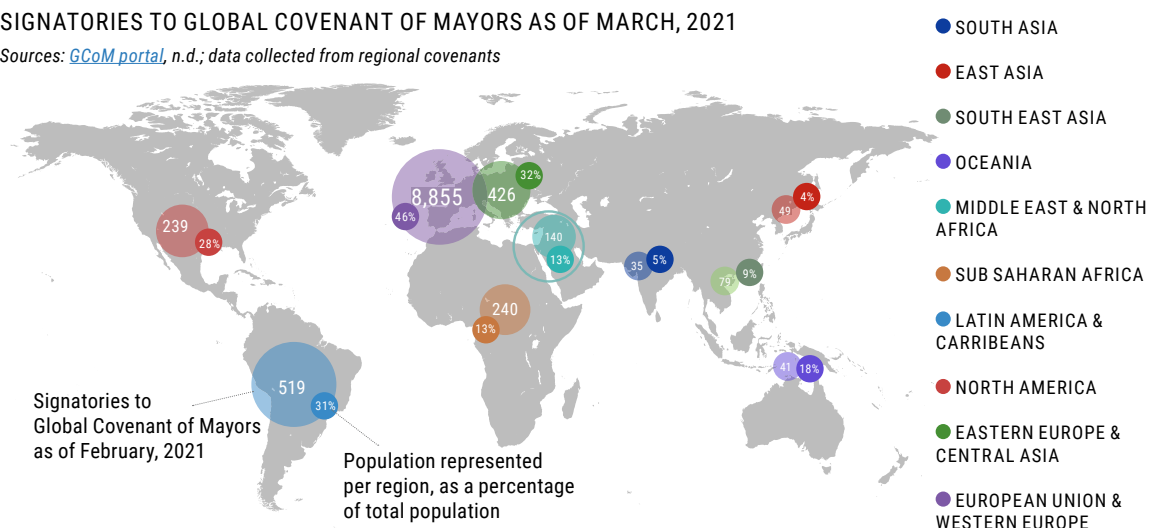 SIGNATORIES TO GLOBAL COVENANT OF MAYORS AS OF MARCH, 2021
Sources: GCoM portal, n.d.; data collected from regional covenants
239
28%
8,855
46%
426
32%
140
13%
240
13%
35
5%
49
4%
79
9%
41
18%
519
31%
Signatories to
Global Covenant of Mayors
as of February, 2021
Population represented
per region, as a percentage
of total population
SOUTH ASIA
EAST ASIA
SOUTH EAST ASIA
OCEANIA
MIDDLE EAST & NORTH
AFRICA
SUB SAHARAN AFRICA
LATIN AMERICA &
CARRIBEANS
NORTH AMERICA
EASTERN EUROPE &
CENTRAL ASIA
EUROPEAN UNION &
WESTERN EUROPE